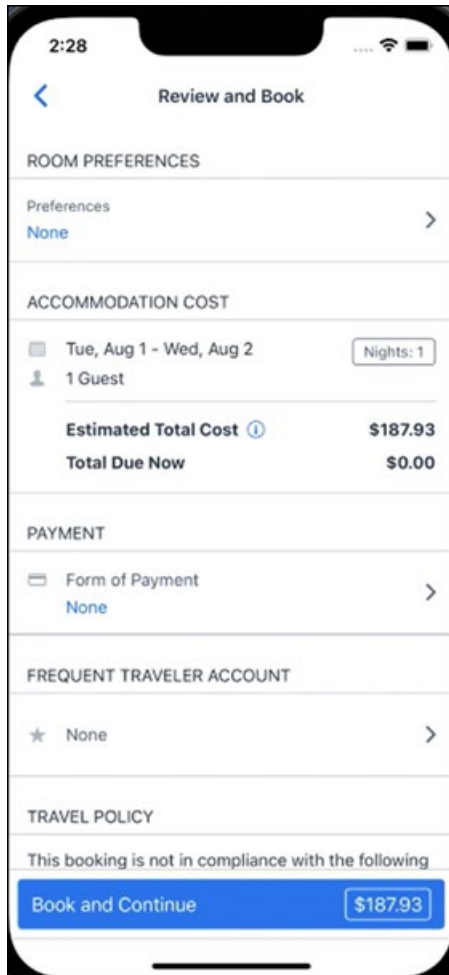 2:28
Review and Book
ROOM PREFERENCES
Preferences
None
ACCOMMODATION COST
Tue, Aug 1 - Wed, Aug 2
Nights: 1
1 Guest
Estimated Total Cost
$187.93
Total Due Now
$0.00
PAYMENT
Form of Payment
None
FREQUENT TRAVELER ACCOUNT
None
TRAVEL POLICY
This booking is not in compliance with the following
Book and Continue
$187.93